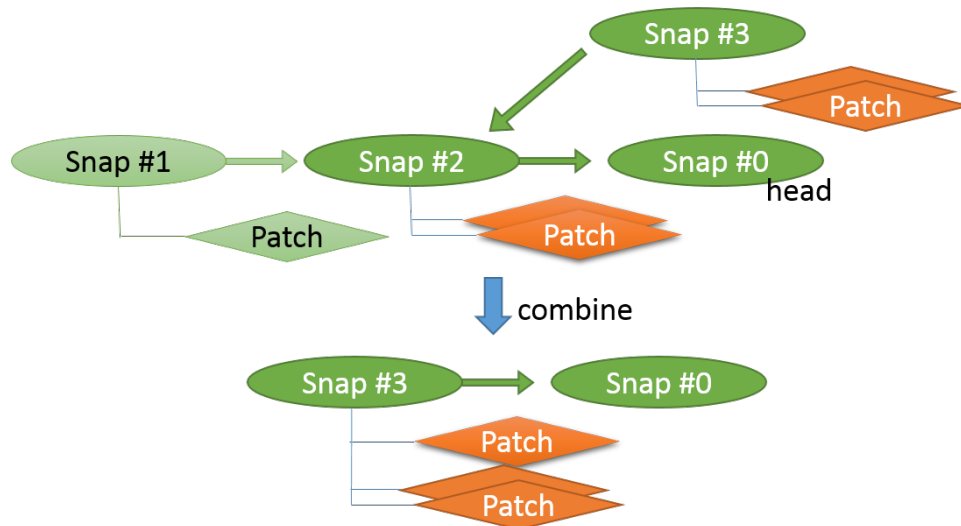 Snap #3
Patch
Snap #1
Snap #2
Snap #0
head
Patch
Patch
combine
Snap #3
Snap #0
Patch
Patch